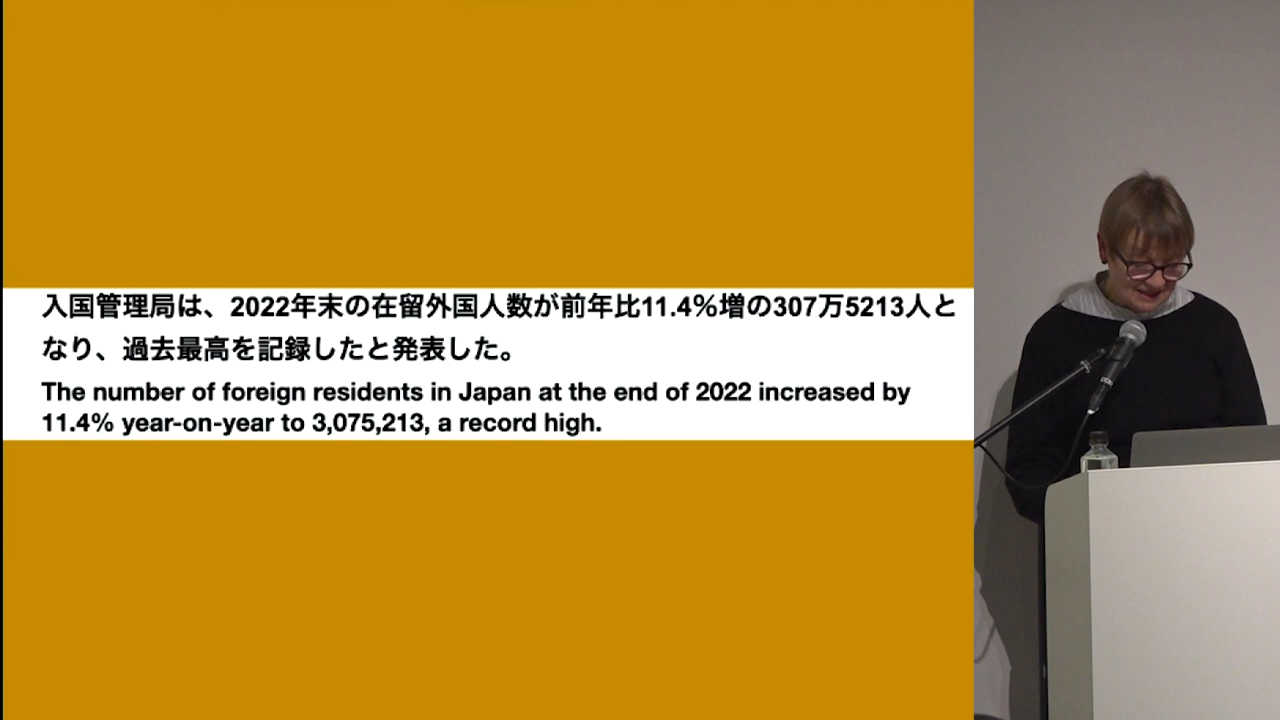 入国管理局は、2022年末の在留外国人数が前年比11.4%増の307万5213人と
なり、過去最高を記録したと発表した。
The number of foreign residents in Japan at the end of 2022 increased by
11.4% year-on-year to 3,075,213, a record high.